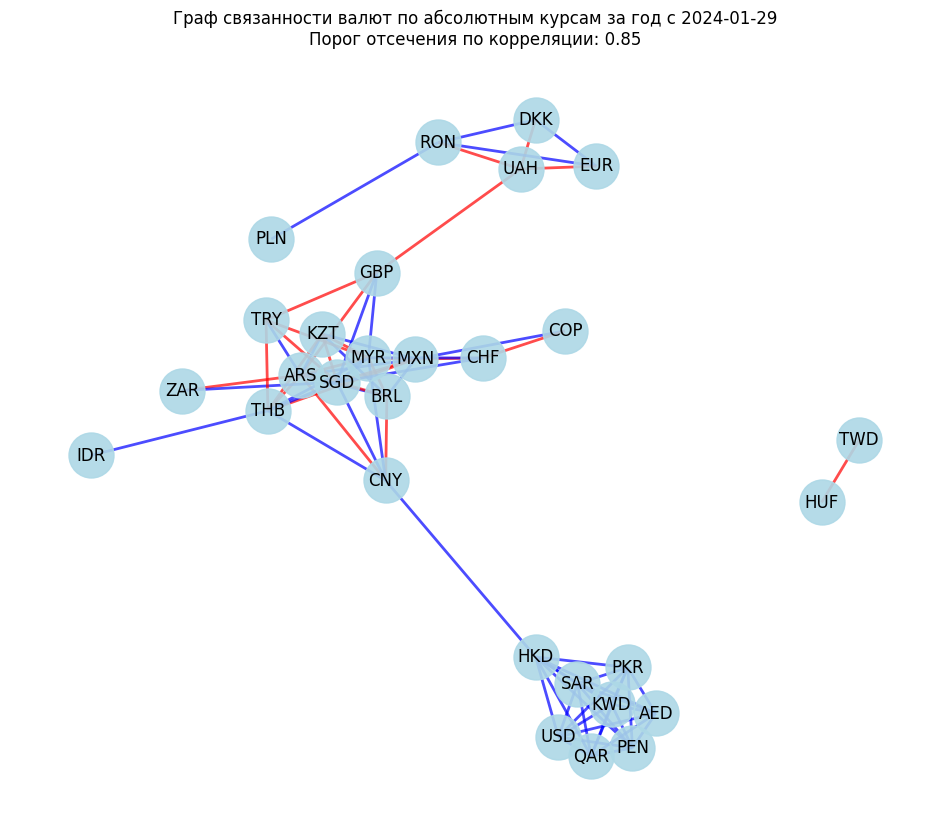 Граф связанности валют по абсолютным курсам за год с 2024-01-29
Порог отсечения по корреляции: 0.85
DKK
RON
UAH
EUR
PLN
GBP
TRY
KZT
COP
MYR
MXN
CHF
ARS
SGD
ZAR
BRL
THB
IDR
TWD
CNY
HUF
HKD
PKR
SAR
KWD
AED
USD
PEN
QAR